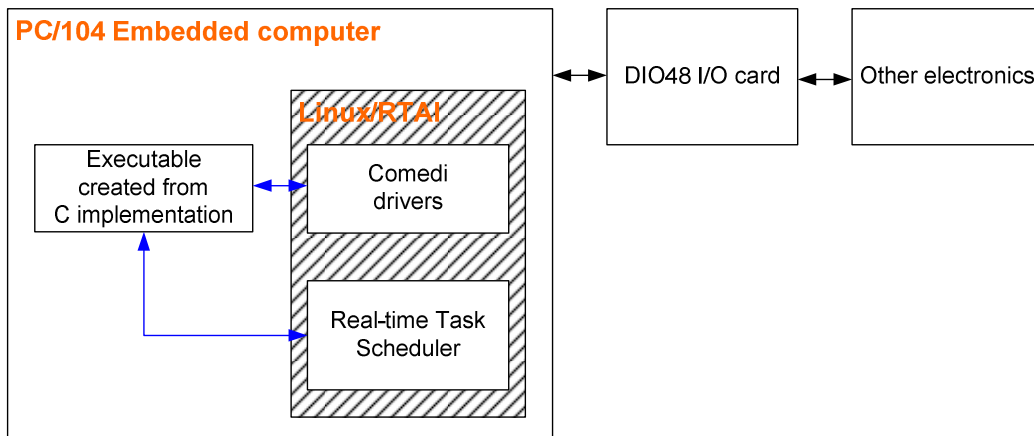 PC/104 Embedded computer
Linux/RTAI
Executable
created from
C implementation
Comedi
drivers
Real-time Task
Scheduler
DIO48 I/O card
Other electronics